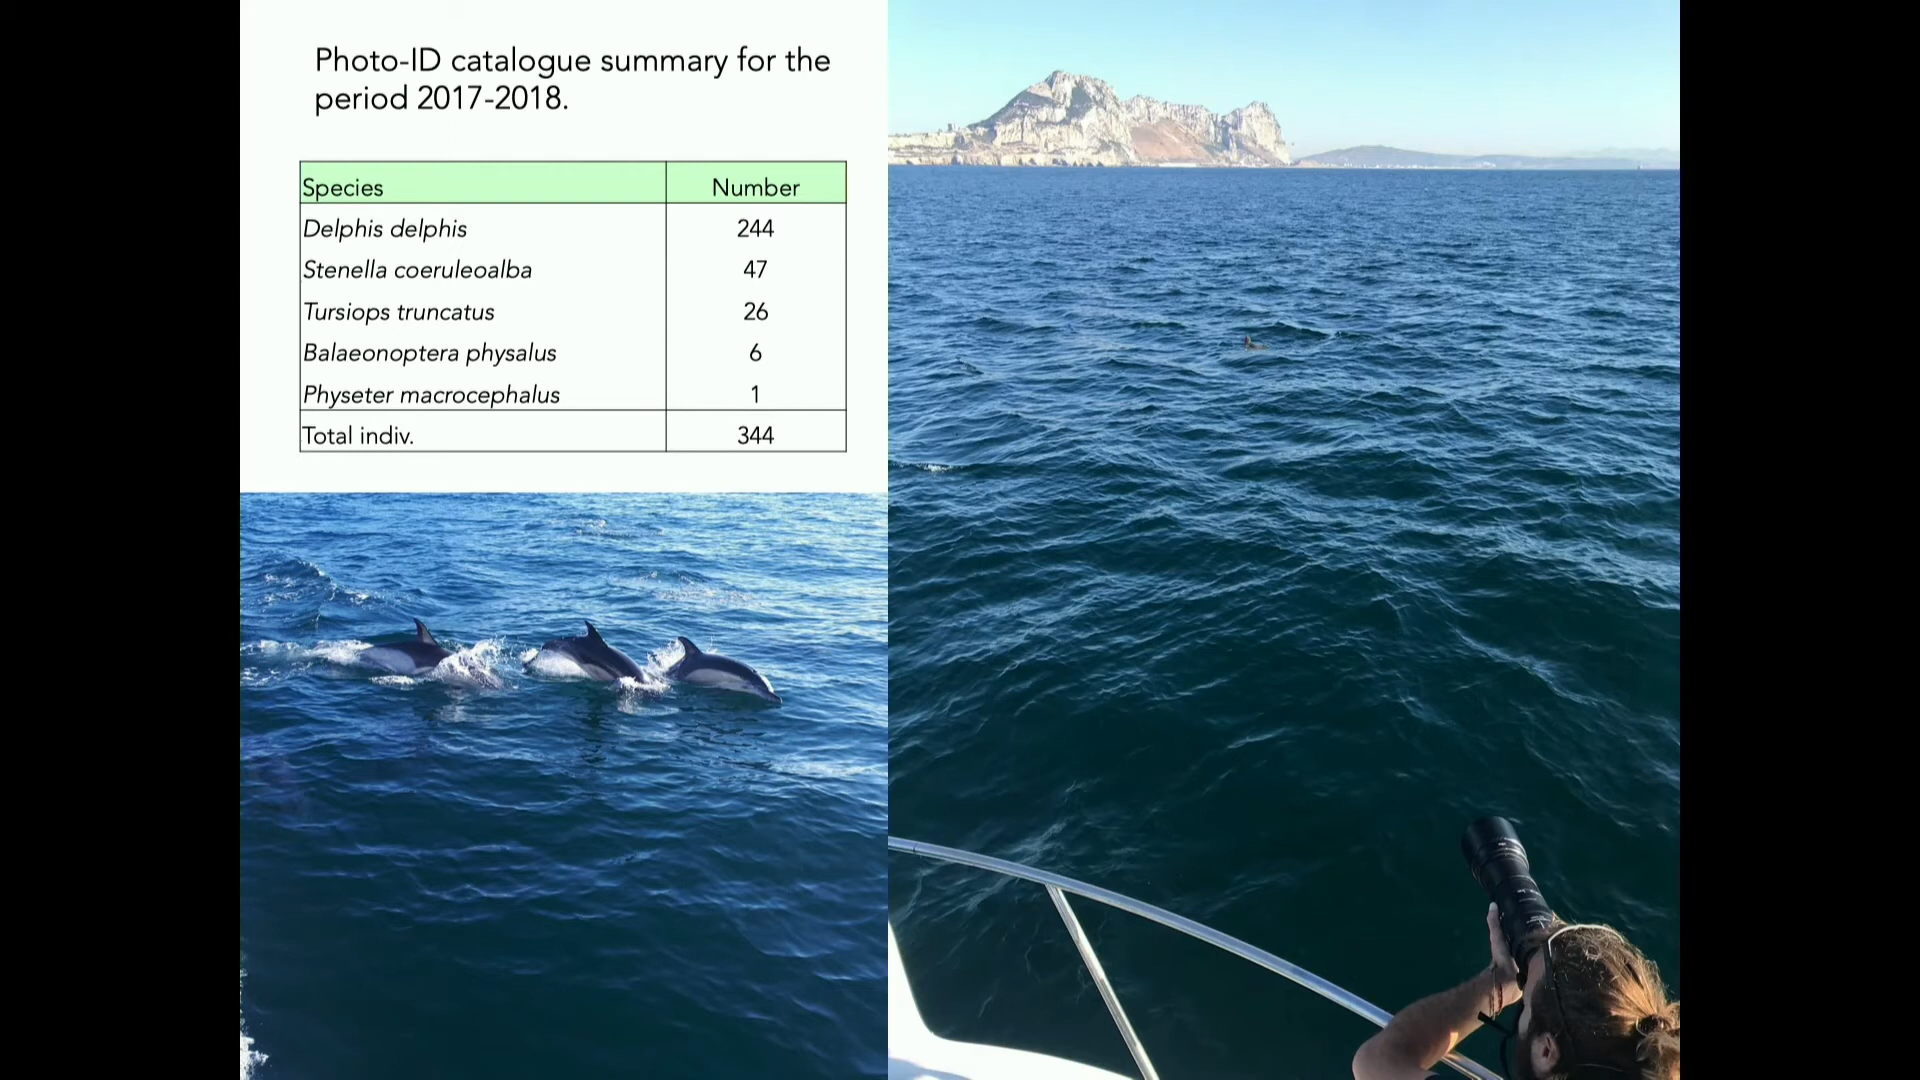 Photo-ID catalogue summary for the
period 2017-2018.
Species Number
Delphis delphis 244
Stenella coeruleoalba 47
Tursiops truncatus 26
Balaeonoptera physalus 6
Physeter macrocephalus 1
Total indiv. 344